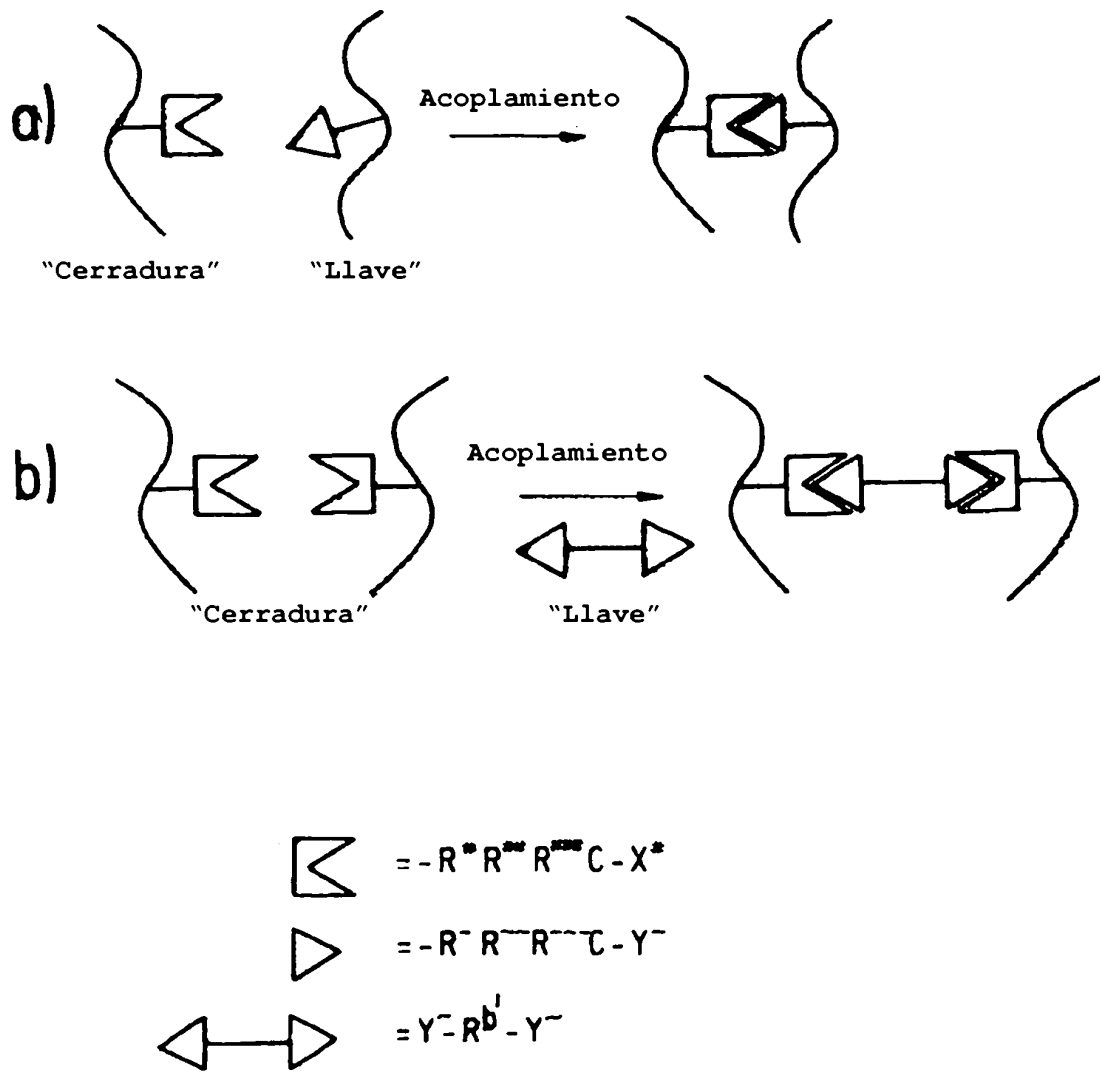 a)
Acoplamiento
“Cerradura” “Llave”
b)
Acoplamiento
“Cerradura” “Llave”
= - R* R** R*** C - X*
= - R~ R~~ R~~~ C - Y~
= Y~ - Rb' - Y~